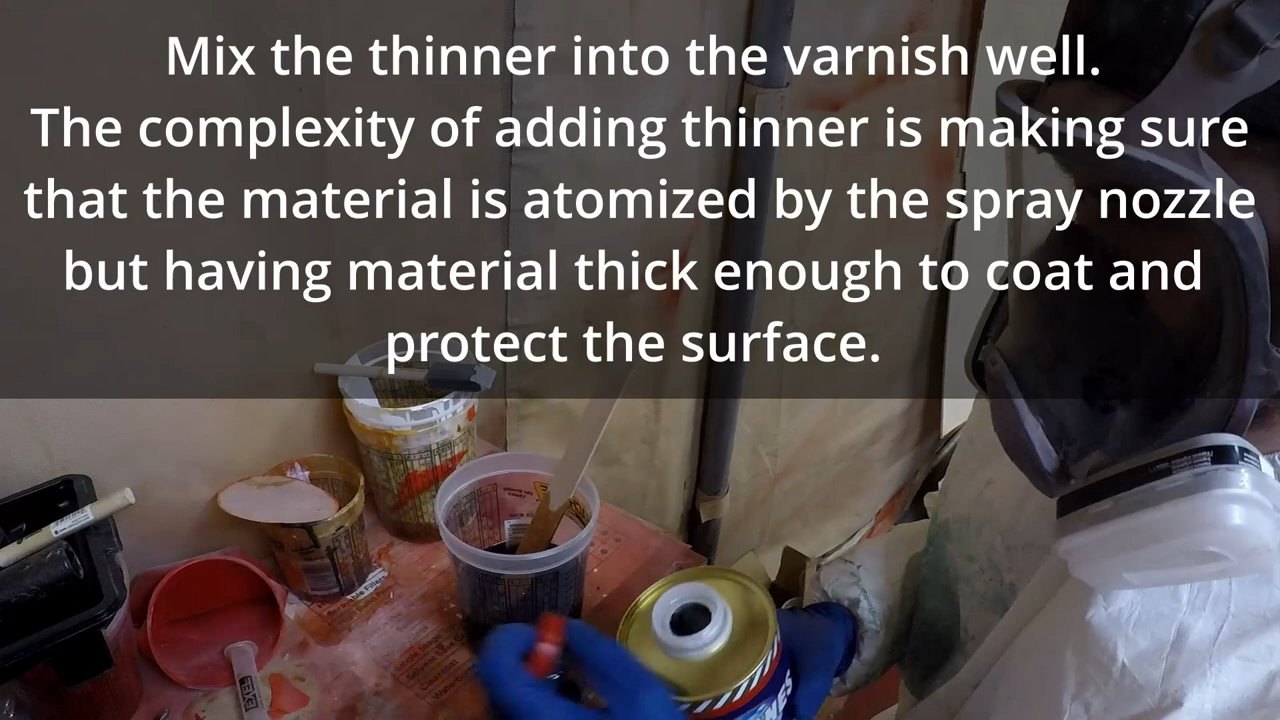 Mix the thinner into the varnish well.
The complexity of adding thinner is making sure
that the material is atomized by the spray nozzle
but having material thick enough to coat and
protect the surface.